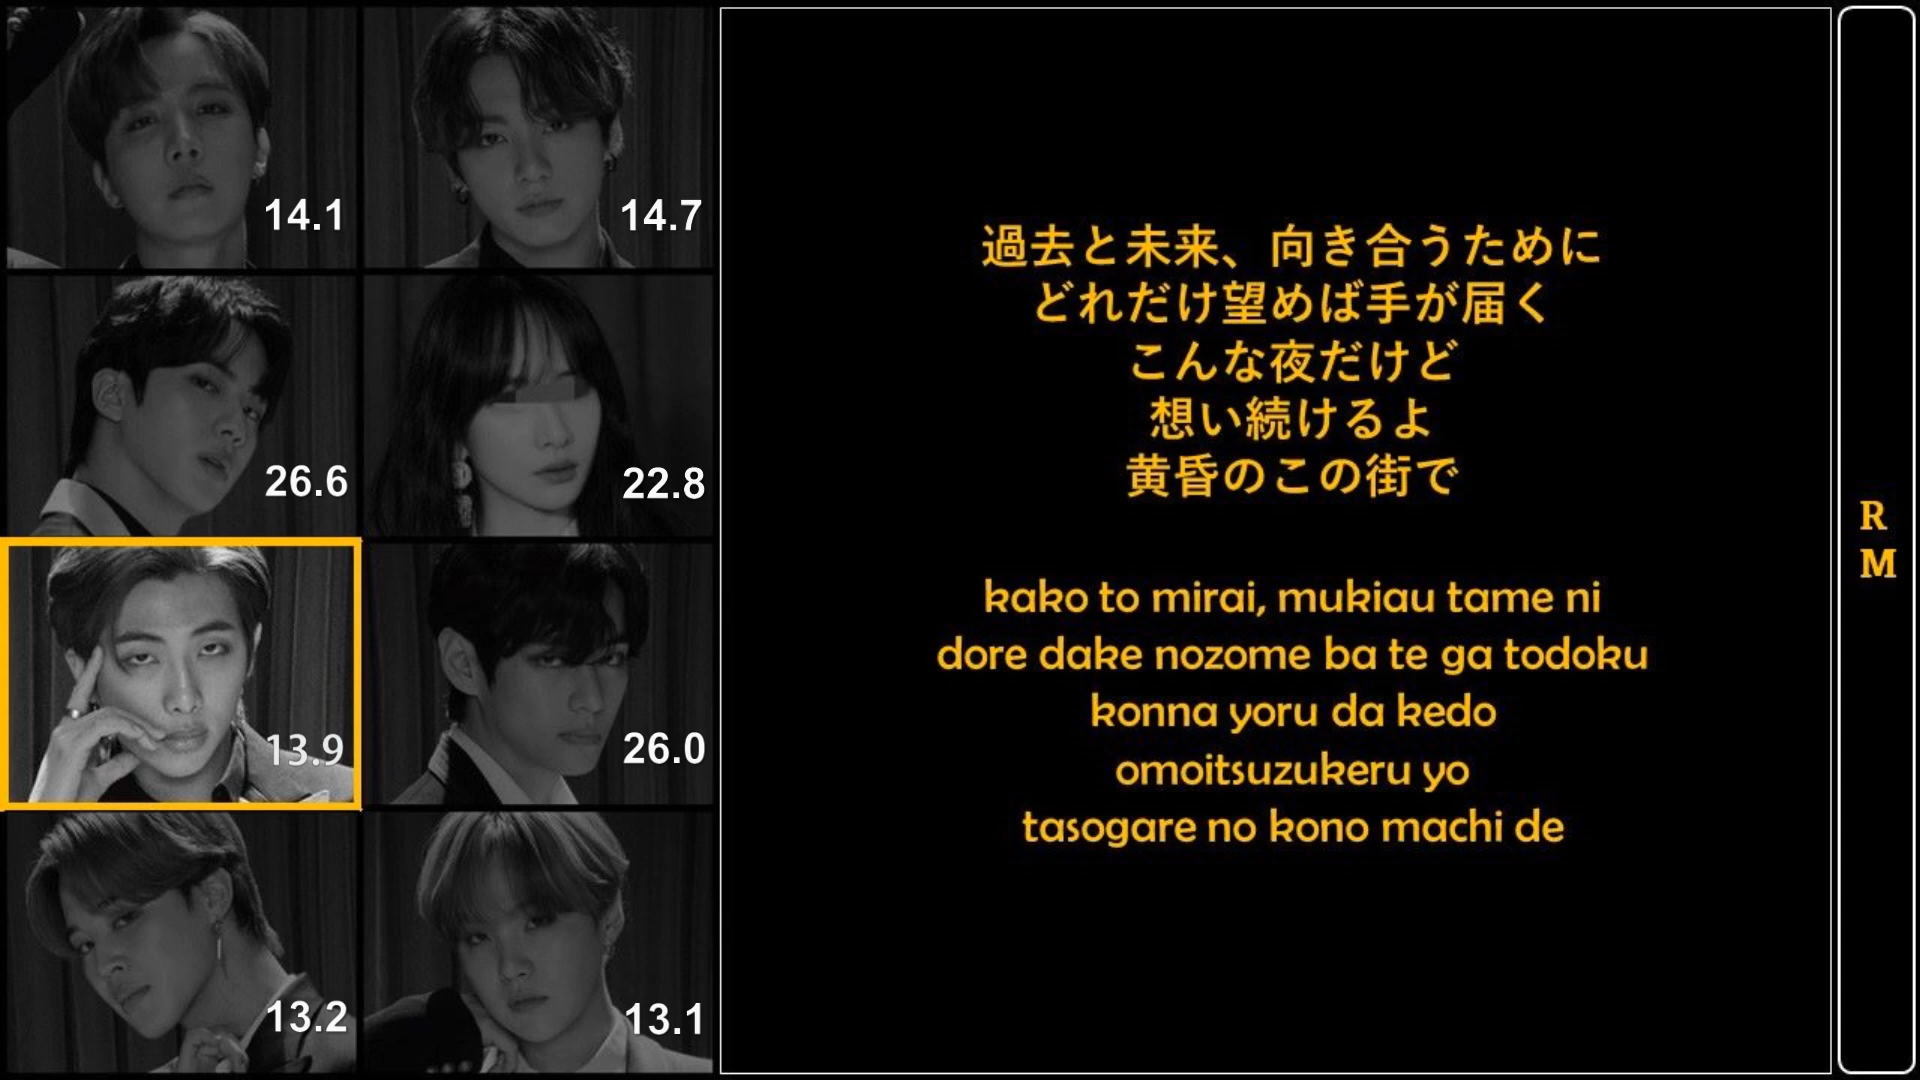 14.1
14.7
26.6
22.8
13.9
26.0
13.2
13.1
過去と未来、向き合うために
どれだけ望めば手が届く
こんな夜だけど
想い続けるよ
黄昏のこの街で
kako to mirai, mukiau tame ni
dore dake nozome ba te ga todoku
konna yoru da kedo
omoitsuzukeru yo
tasogare no kono machi de
R
M